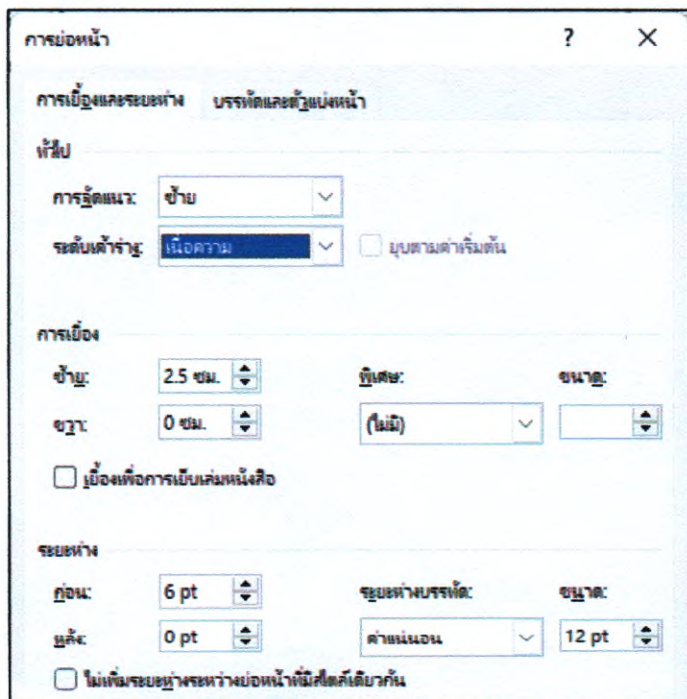 การย่อหน้า ? ×
การเยื้องและระยะห่าง บรรทัดและตัวแบ่งหน้า
ทั่วไป
การจัดแนว: ซ้าย
ระดับเค้าร่าง: เนื้อความ ยุบตามค่าเริ่มต้น
การเยื้อง
ซ้าย: 2.5 ซม. พิเศษ: ขนาด:
ขวา: 0 ซม. (ไม่มี)
เยื้องเพื่อการเย็บเล่มหนังสือ
ระยะห่าง
ก่อน: 6 pt ระยะห่างบรรทัด: ขนาด:
หลัง: 0 pt ค่าแน่นอน 12 pt
ไม่เพิ่มระยะห่างระหว่างย่อหน้าที่มีสไตล์เดียวกัน